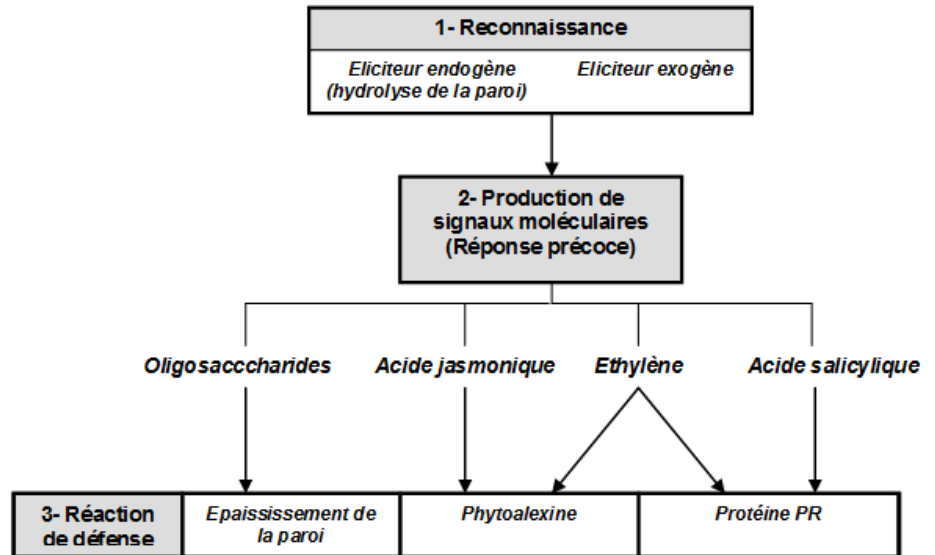 1- Reconnaissance
Eliciteur endogène
(hydrolyse de la paroi)
Eliciteur exogène
2- Production de
signaux moléculaires
(Réponse précoce)
Oligosacccharides
Acide jasmonique
Ethylène
Acide salicylique
3- Réaction
de défense
Epaississement de
la paroi
Phytoalexine
Protéine PR